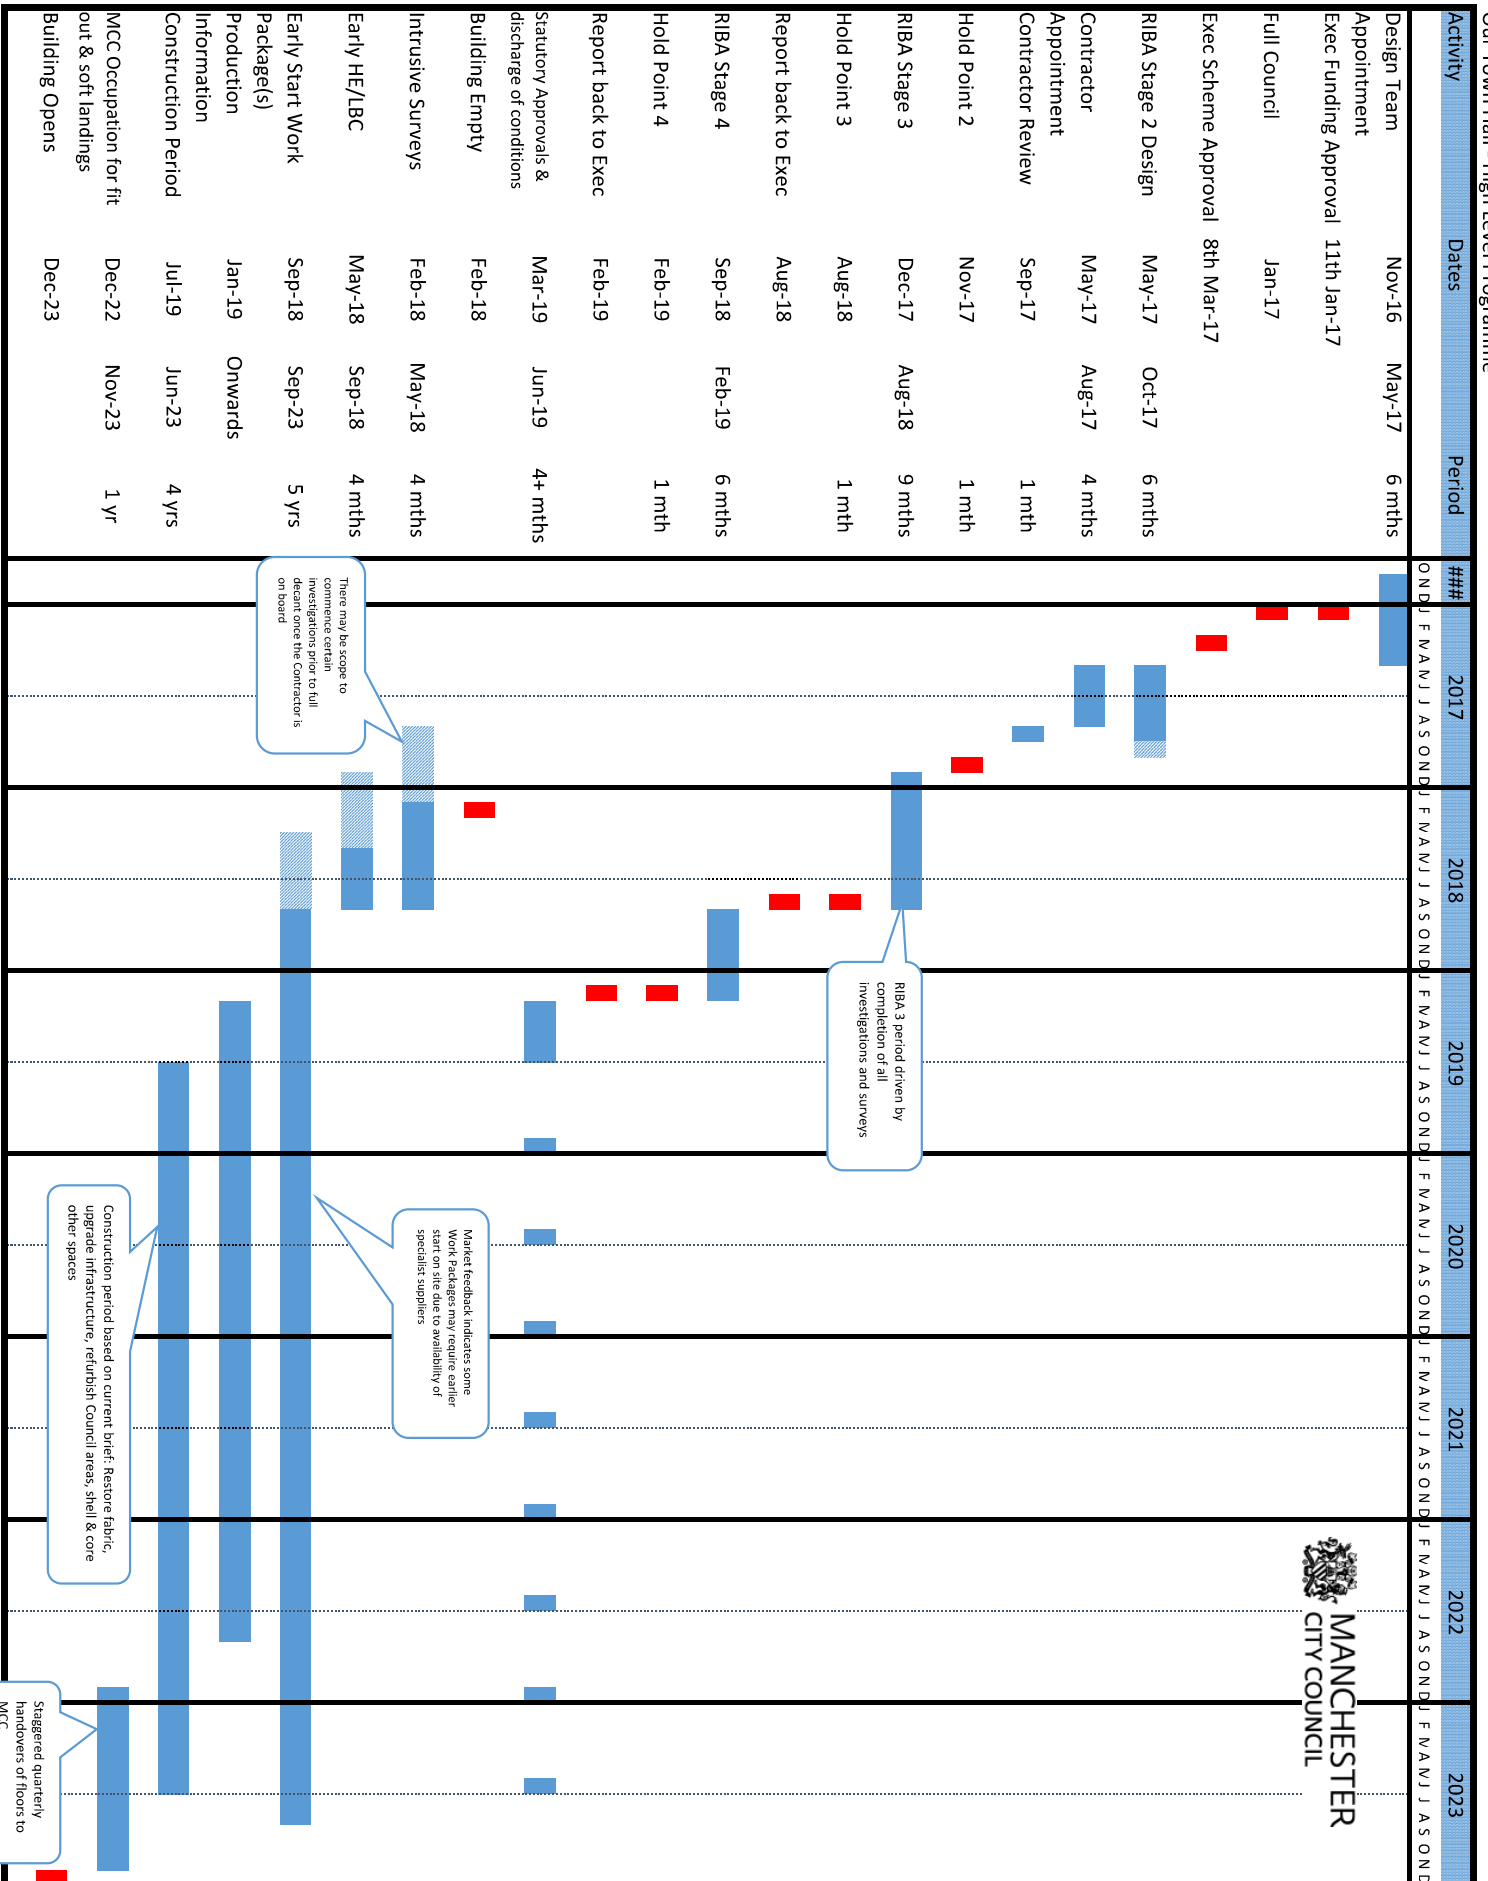 Our Town Hall - High Level Programme
Activity Dates Period ### 2017 2018 2019 2020 2021 2022 2023
O N D J F M A M J J A S O N D J F M A M J J A S O N D J F M A M J J A S O N D J F M A M J J A S O N D J F M A M J J A S O N D J F M A M J J A S O N D J F M A M J J A S O N D
Design Team Nov-16 May-17 6 mths
Appointment
Exec Funding Approval 11th Jan-17
Full Council Jan-17
Exec Scheme Approval 8th Mar-17
RIBA Stage 2 Design May-17 Oct-17 6 mths
Contractor May-17 Aug-17 4 mths
Appointment
Contractor Review Sep-17 1 mth
Hold Point 2 Nov-17 1 mth
RIBA Stage 3 Dec-17 Aug-18 9 mths
Hold Point 3 Aug-18 1 mth
Report back to Exec Aug-18
RIBA Stage 4 Sep-18 Feb-19 6 mths
Hold Point 4 Feb-19 1 mth
Report back to Exec Feb-19
Statutory Approvals & Mar-19 Jun-19 4+ mths
discharge of conditions
Building Empty Feb-18
Intrusive Surveys Feb-18 May-18 4 mths
Early HE/LBC May-18 Sep-18 4 mths
Early Start Work Sep-18 Sep-23 5 yrs
Package(s)
Production Jan-19 Onwards
Information
Construction Period Jul-19 Jun-23 4 yrs
MCC Occupation for fit Dec-22 Nov-23 1 yr
out & soft landings
Building Opens Dec-23
MANCHESTER
CITY COUNCIL
RIBA 3 period driven by
completion of all
investigations and surveys
There may be scope to
commence certain
investigations prior to full
decant once the Contractor is
on board
Market feedback indicates some
Work Packages may require earlier
start on site due to availability of
specialist suppliers
Construction period based on current brief: Restore fabric,
upgrade infrastructure, refurbish Council areas, shell & core
other spaces
Staggered quarterly
handovers of floors to
MCC